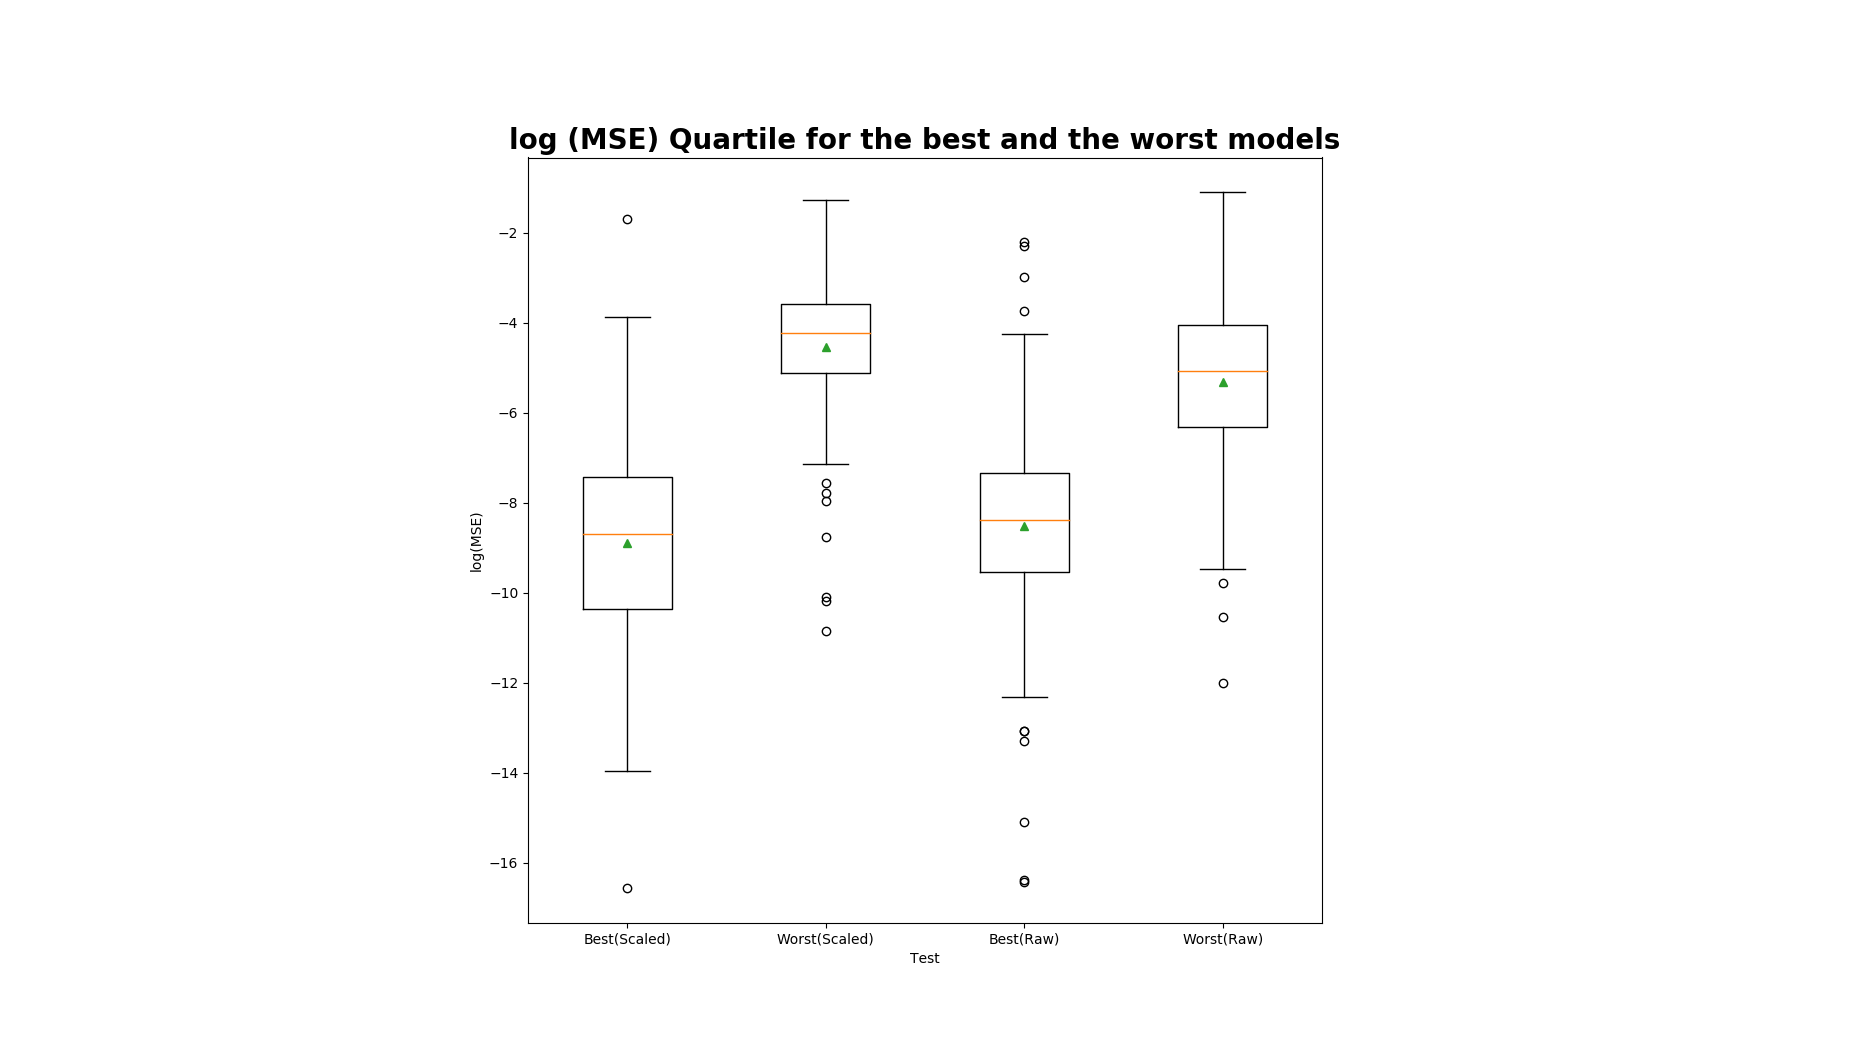 log (MSE) Quartile for the best and the worst models
−2
−4
−6
−8
−10
−12
−14
−16
log(MSE)
Best(Scaled)
Worst(Scaled)
Best(Raw)
Worst(Raw)
Test